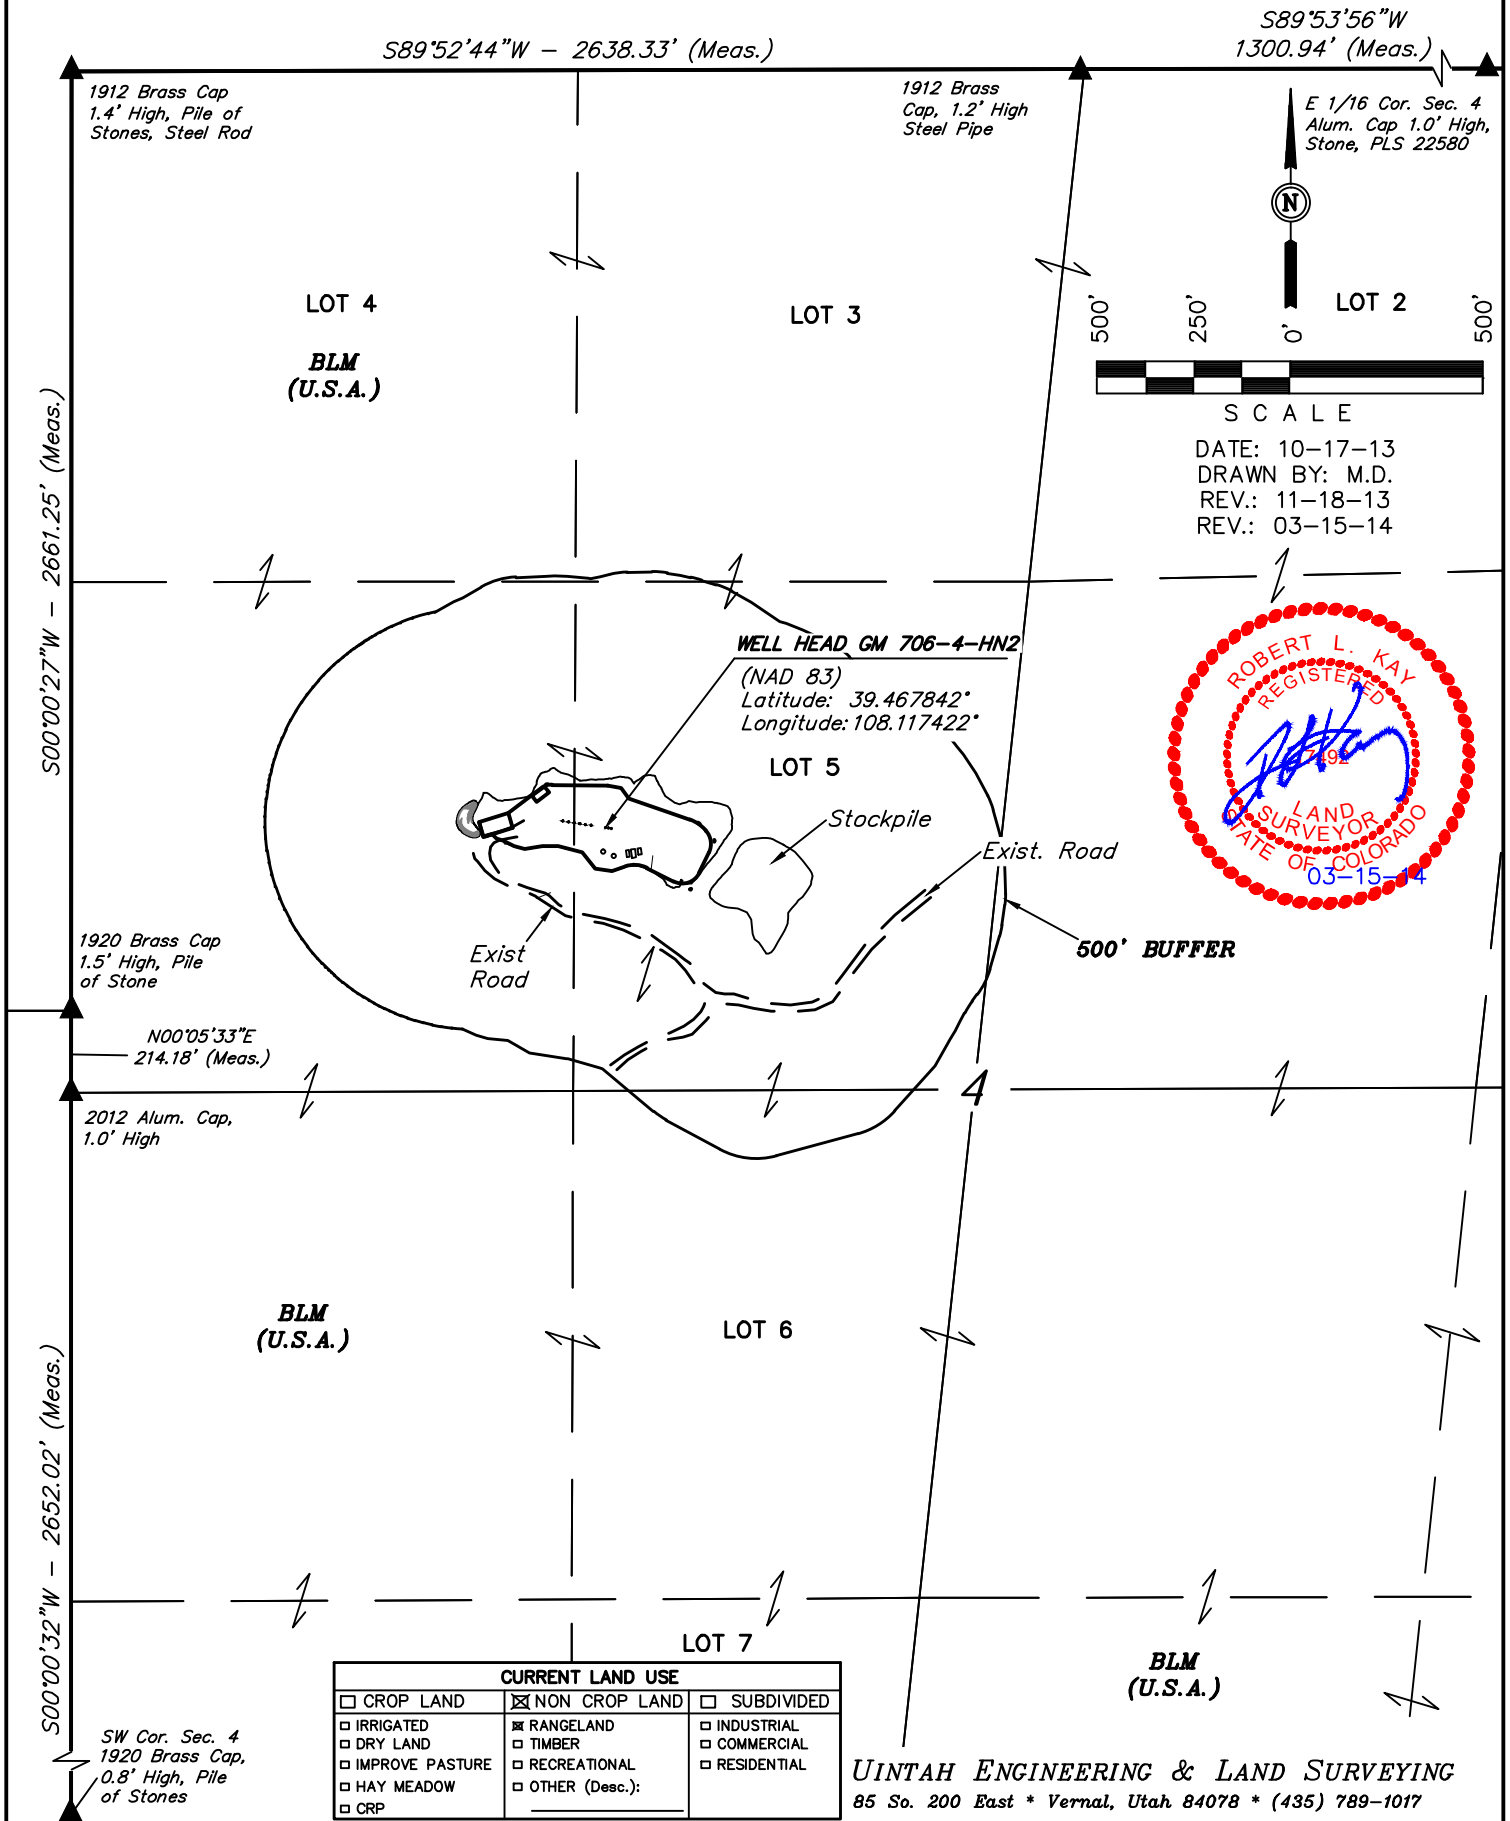 S89°52'44"W - 2638.33' (Meas.)
S89°53'56"W
1300.94' (Meas.)
1912 Brass Cap
1.4' High, Pile of
Stones, Steel Rod
1912 Brass
Cap, 1.2' High
Steel Pipe
E 1/16 Cor. Sec. 4
Alum. Cap 1.0' High,
Stone, PLS 22580
N
LOT 4
BLM
(U.S.A.)
LOT 3
LOT 2
500'
250'
0'
500'
SCALE
DATE: 10-17-13
DRAWN BY: M.D.
REV.: 11-18-13
REV.: 03-15-14
S00°00'27"W - 2661.25' (Meas.)
WELL HEAD GM 706-4-HN2
(NAD 83)
Latitude: 39.467842°
Longitude: 108.117422°
LOT 5
Stockpile
Exist. Road
ROBERT L. KAY
REGISTERED
7492
LAND
SURVEYOR
STATE OF COLORADO
03-15-14
500' BUFFER
Exist
Road
1920 Brass Cap
1.5' High, Pile
of Stone
N00°05'33"E
214.18' (Meas.)
4
2012 Alum. Cap,
1.0' High
BLM
(U.S.A.)
LOT 6
S00°00'32"W - 2652.02' (Meas.)
LOT 7
BLM
(U.S.A.)
SW Cor. Sec. 4
1920 Brass Cap,
0.8' High, Pile
of Stones
CURRENT LAND USE
CROP LAND
NON CROP LAND
SUBDIVIDED
IRRIGATED
RANGELAND
INDUSTRIAL
DRY LAND
TIMBER
COMMERCIAL
IMPROVE PASTURE
RECREATIONAL
RESIDENTIAL
HAY MEADOW
OTHER (Desc.):
CRP
UINTAH ENGINEERING & LAND SURVEYING
85 So. 200 East * Vernal, Utah 84078 * (435) 789-1017